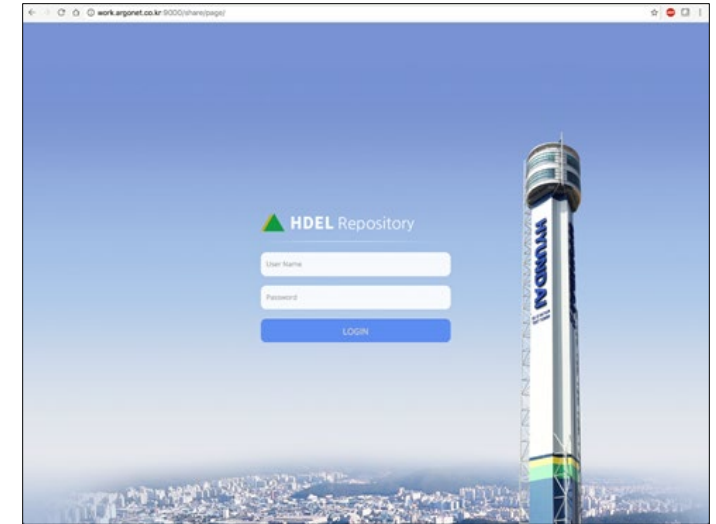 work.argonet.co.kr:9000/share/page/
HDEL Repository
User Name
Password
LOGIN
HYUNDAI